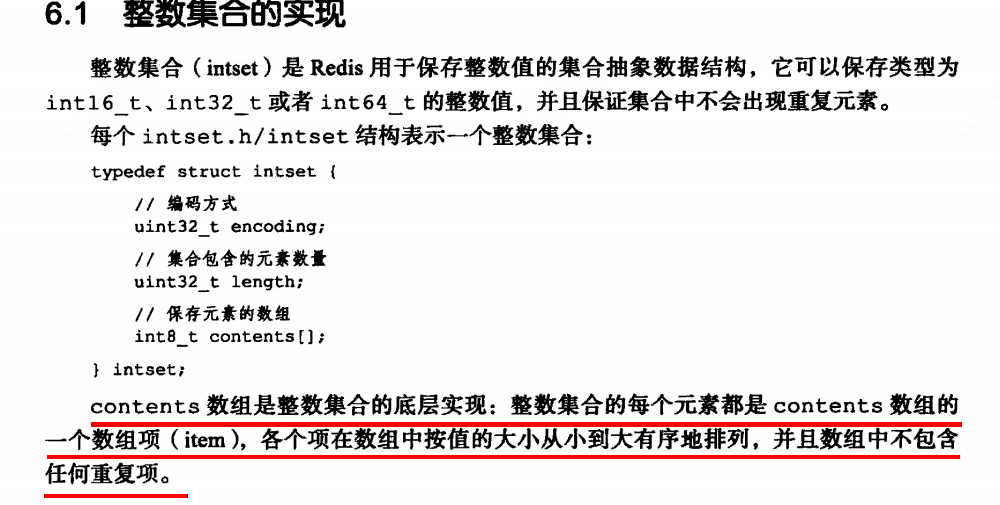 6.1 整数集合的实现
整数集合（intset）是 Redis 用于保存整数值的集合抽象数据结构，它可以保存类型为
int16_t、int32_t 或者 int64_t 的整数值，并且保证集合中不会出现重复元素。
每个 intset.h/intset 结构表示一个整数集合：
typedef struct intset {
// 编码方式
uint32_t encoding;
// 集合包含的元素数量
uint32_t length;
// 保存元素的数组
int8_t contents[];
} intset;
contents 数组是整数集合的底层实现：整数集合的每个元素都是 contents 数组的
一个数组项（item），各个项在数组中按值的大小从小到大有序地排列，并且数组中不包含
任何重复项。